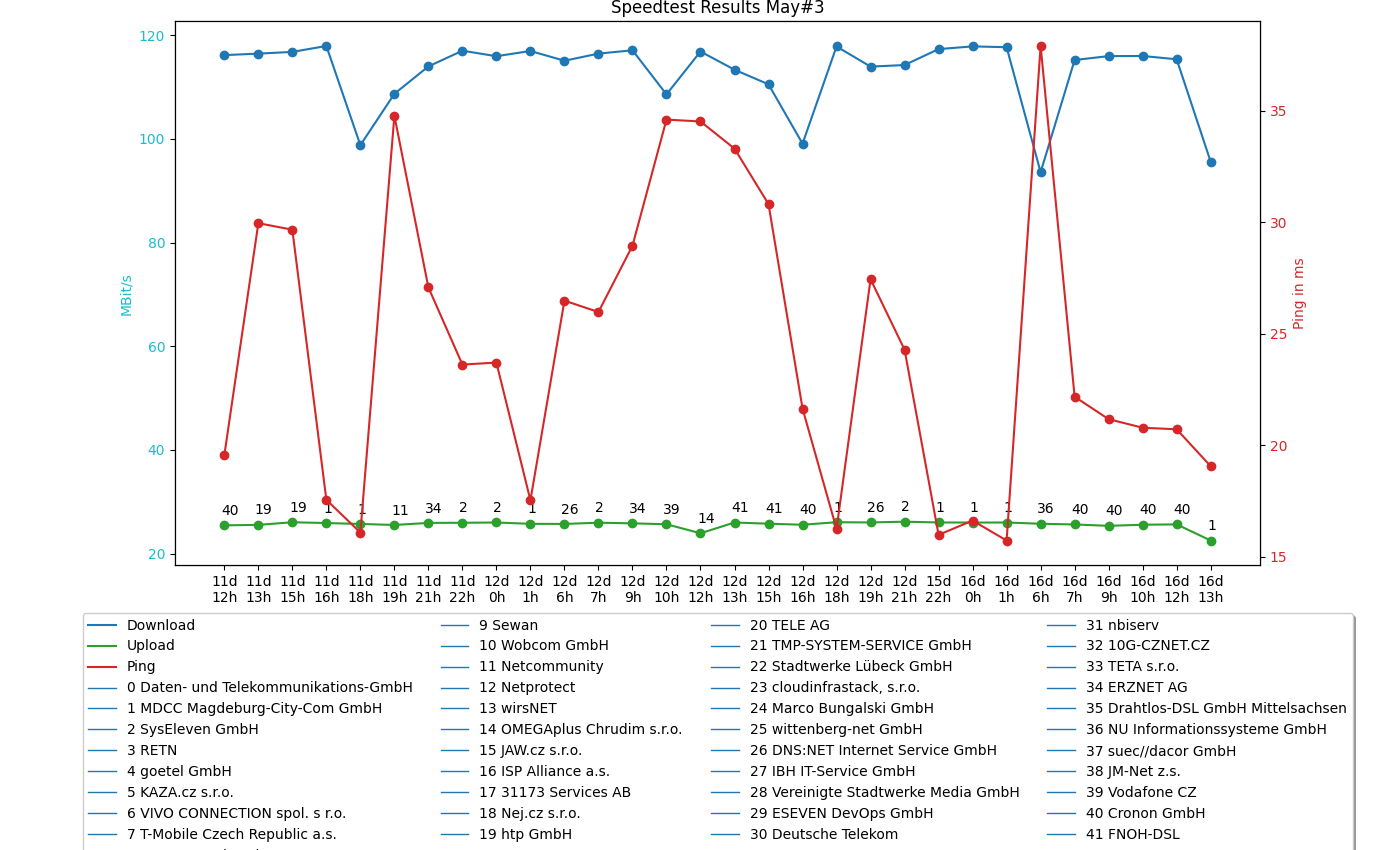 Speedtest Results May#3
120
100
80
60
40
20
MBit/s
35
30
25
20
15
Ping in ms
40 19 19 1 1 11 34 2 2 1 26 2 34 39 14 41 41 40 1 26 2 1 1 1 36 40 40 40 40 1
11d 11d 11d 11d 11d 11d 11d 11d 12d 12d 12d 12d 12d 12d 12d 12d 12d 12d 12d 12d 12d 15d 16d 16d 16d 16d 16d 16d 16d 16d
12h 13h 15h 16h 18h 19h 21h 22h 0h 1h 6h 7h 9h 10h 12h 13h 15h 16h 18h 19h 21h 22h 0h 1h 6h 7h 9h 10h 12h 13h
Download
Upload
Ping
0 Daten- und Telekommunikations-GmbH
1 MDCC Magdeburg-City-Com GmbH
2 SysEleven GmbH
3 RETN
4 goetel GmbH
5 KAZA.cz s.r.o.
6 VIVO CONNECTION spol. s r.o.
7 T-Mobile Czech Republic a.s.
9 Sewan
10 Wobcom GmbH
11 Netcommunity
12 Netprotect
13 wirsNET
14 OMEGAplus Chrudim s.r.o.
15 JAW.cz s.r.o.
16 ISP Alliance a.s.
17 31173 Services AB
18 Nej.cz s.r.o.
19 htp GmbH
20 TELE AG
21 TMP-SYSTEM-SERVICE GmbH
22 Stadtwerke Lübeck GmbH
23 cloudinfrastack, s.r.o.
24 Marco Bungalski GmbH
25 wittenberg-net GmbH
26 DNS:NET Internet Service GmbH
27 IBH IT-Service GmbH
28 Vereinigte Stadtwerke Media GmbH
29 ESEVEN DevOps GmbH
30 Deutsche Telekom
31 nbiserv
32 10G-CZNET.CZ
33 TETA s.r.o.
34 ERZNET AG
35 Drahtlos-DSL GmbH Mittelsachsen
36 NU Informationssysteme GmbH
37 suec//dacor GmbH
38 JM-Net z.s.
39 Vodafone CZ
40 Cronon GmbH
41 FNOH-DSL